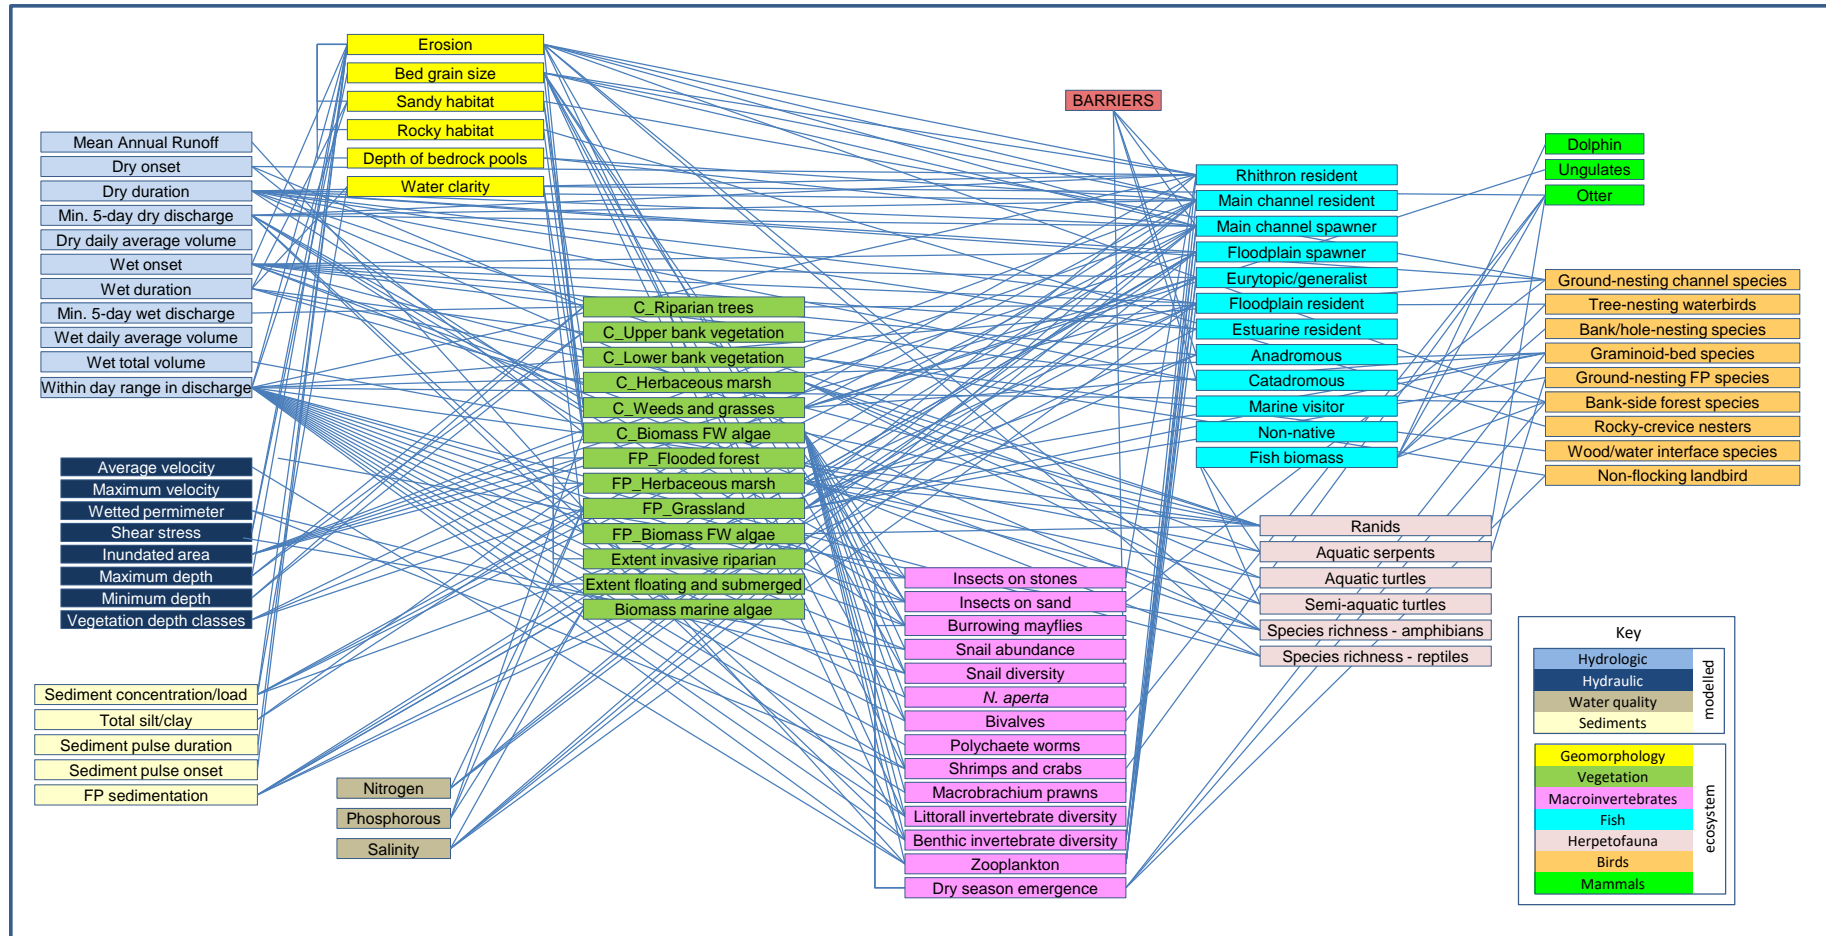 Erosion
Bed grain size
Sandy habitat
Rocky habitat
Depth of bedrock pools
Water clarity
BARRIERS
Mean Annual Runoff
Dry onset
Dry duration
Min. 5-day dry discharge
Dry daily average volume
Wet onset
Wet duration
Min. 5-day wet discharge
Wet daily average volume
Wet total volume
Within day range in discharge
Average velocity
Maximum velocity
Wetted permimeter
Shear stress
Inundated area
Maximum depth
Minimum depth
Vegetation depth classes
Sediment concentration/load
Total silt/clay
Sediment pulse duration
Sediment pulse onset
FP sedimentation
Nitrogen
Phosphorous
Salinity
C_Riparian trees
C_Upper bank vegetation
C_Lower bank vegetation
C_Herbaceous marsh
C_Weeds and grasses
C_Biomass FW algae
FP_Flooded forest
FP_Herbaceous marsh
FP_Grassland
FP_Biomass FW algae
Extent invasive riparian
Extent floating and submerged
Biomass marine algae
Insects on stones
Insects on sand
Burrowing mayflies
Snail abundance
Snail diversity
N. aperta
Bivalves
Polychaete worms
Shrimps and crabs
Macrobrachium prawns
Littorall invertebrate diversity
Benthic invertebrate diversity
Zooplankton
Dry season emergence
Rhithron resident
Main channel resident
Main channel spawner
Floodplain spawner
Eurytopic/generalist
Floodplain resident
Estuarine resident
Anadromous
Catadromous
Marine visitor
Non-native
Fish biomass
Ranids
Aquatic serpents
Aquatic turtles
Semi-aquatic turtles
Species richness - amphibians
Species richness - reptiles
Dolphin
Ungulates
Otter
Ground-nesting channel species
Tree-nesting waterbirds
Bank/hole-nesting species
Graminoid-bed species
Ground-nesting FP species
Bank-side forest species
Rocky-crevice nesters
Wood/water interface species
Non-flocking landbird
Key
Hydrologic
Hydraulic
Water quality
Sediments
modelled
Geomorphology
Vegetation
Macroinvertebrates
Fish
Herpetofauna
Birds
Mammals
ecosystem